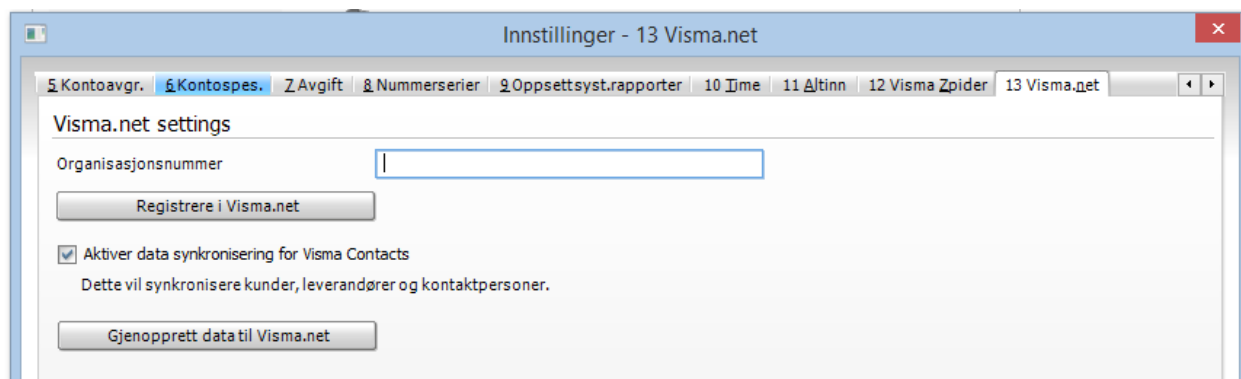 Innstillinger - 13 Visma.net
5 Kontoavgr. 6 Kontospes. 7 Avgift 8 Nummerserier 9 Oppsettsyst.rapporter 10 Time 11 Altinn 12 Visma Zpider 13 Visma.net
Visma.net settings
Organisasjonsnummer
Registrere i Visma.net
Aktiver data synkronisering for Visma Contacts
Dette vil synkronisere kunder, leverandører og kontaktpersoner.
Gjenopprett data til Visma.net